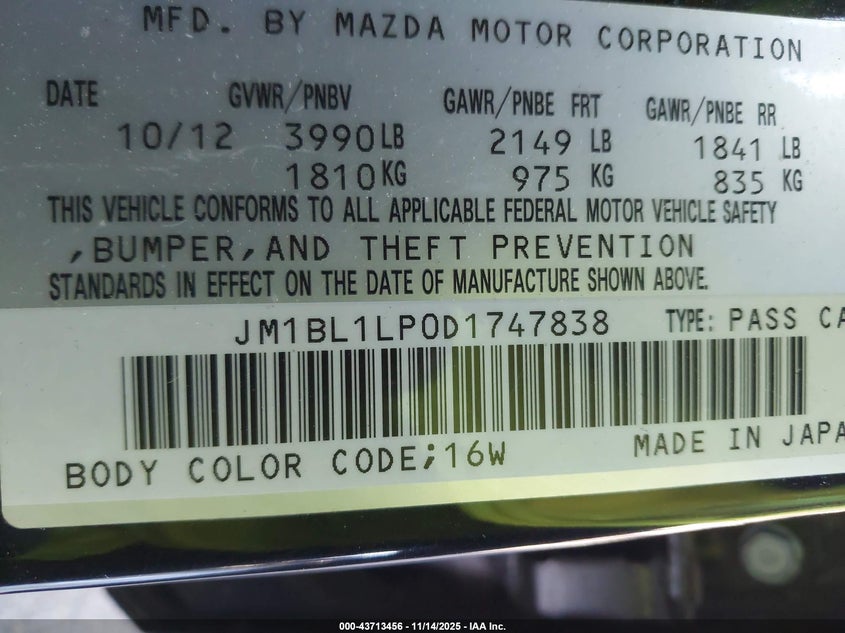 MFD. BY MAZDA MOTOR CORPORATION
DATE GVWR/PNBV GAWR/PNBE FRT GAWR/PNBE RR
10/12 3990LB 2149 LB 1841 LB
1810KG 975 KG 835 KG
THIS VEHICLE CONFORMS TO ALL APPLICABLE FEDERAL MOTOR VEHICLE SAFETY
,BUMPER,AND THEFT PREVENTION
STANDARDS IN EFFECT ON THE DATE OF MANUFACTURE SHOWN ABOVE.
JM1BL1LP0D1747838 TYPE: PASS CA
BODY COLOR CODE;16W MADE IN JAPA
000-43713456 - 11/14/2025 - IAA Inc.